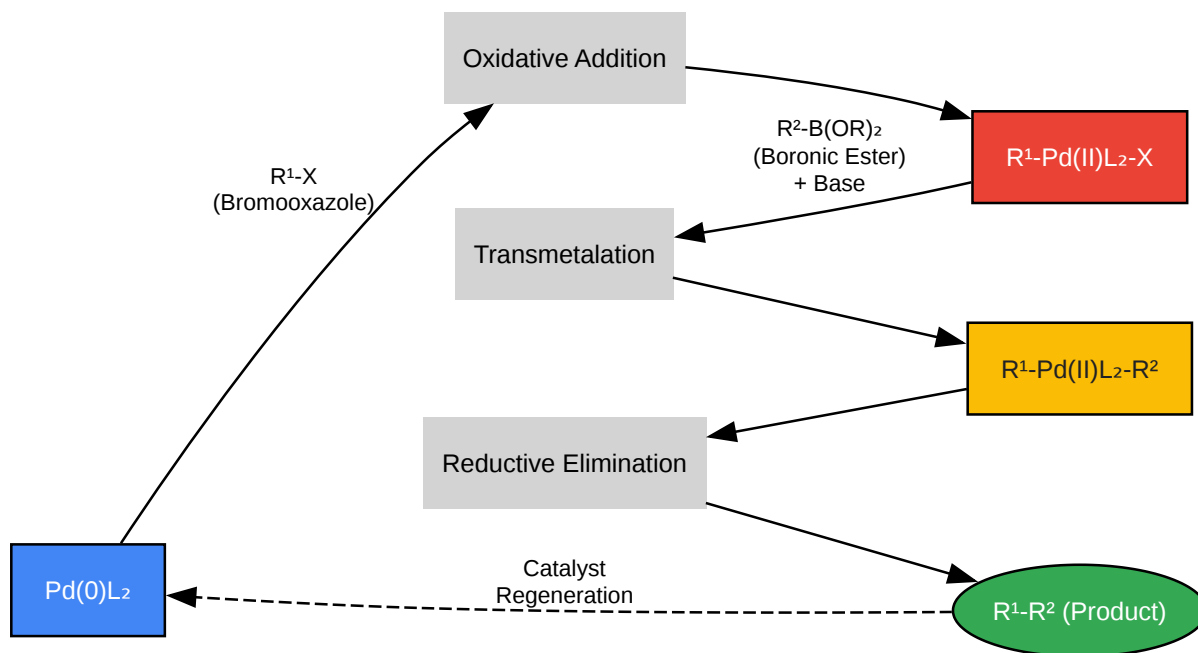 Oxidative Addition
R¹-X
(Bromooxazole)
R²-B(OR)₂
(Boronic Ester)
+ Base
R¹-Pd(II)L₂-X
Transmetalation
R¹-Pd(II)L₂-R²
Reductive Elimination
Pd(0)L₂
Catalyst
Regeneration
R¹-R² (Product)